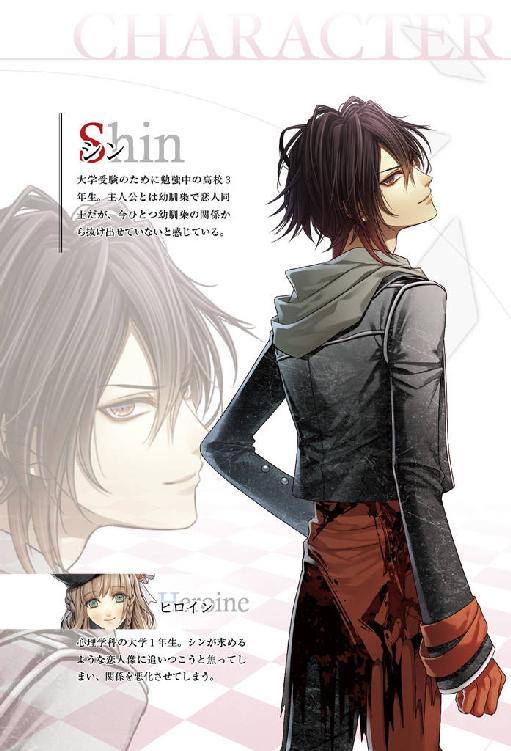 CHARACTER
Shin
シン
大学受験のために勉強中の高校3
年生。主人公とは幼馴染で恋人同
士だが、今ひとつ幼馴染の関係か
ら抜け出せていないと感じている。
Heroine
ヒロイン
心理学科の大学1年生。シンが求める
ような恋人像に追いつこうと焦ってし
まい、関係を悪化させてしまう。